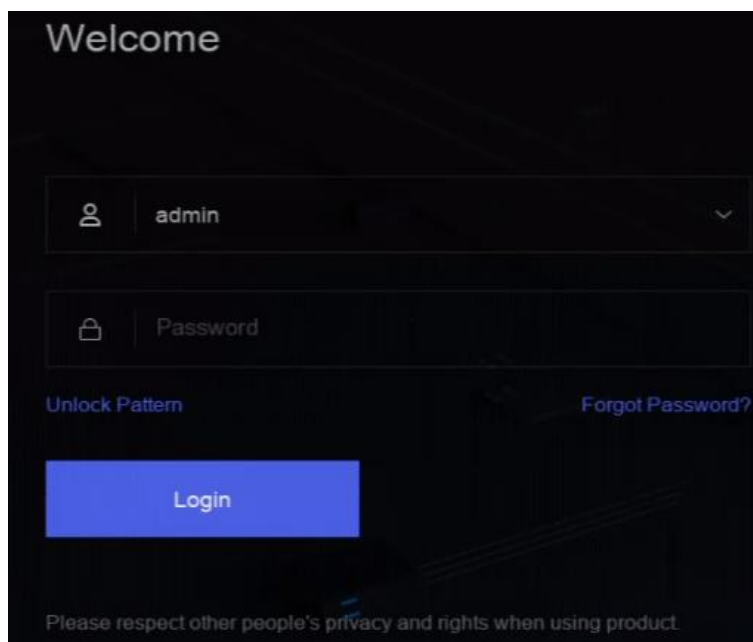 Welcome
admin
Password
Unlock Pattern
Forgot Password?
Login
Please respect other people's privacy and rights when using product.